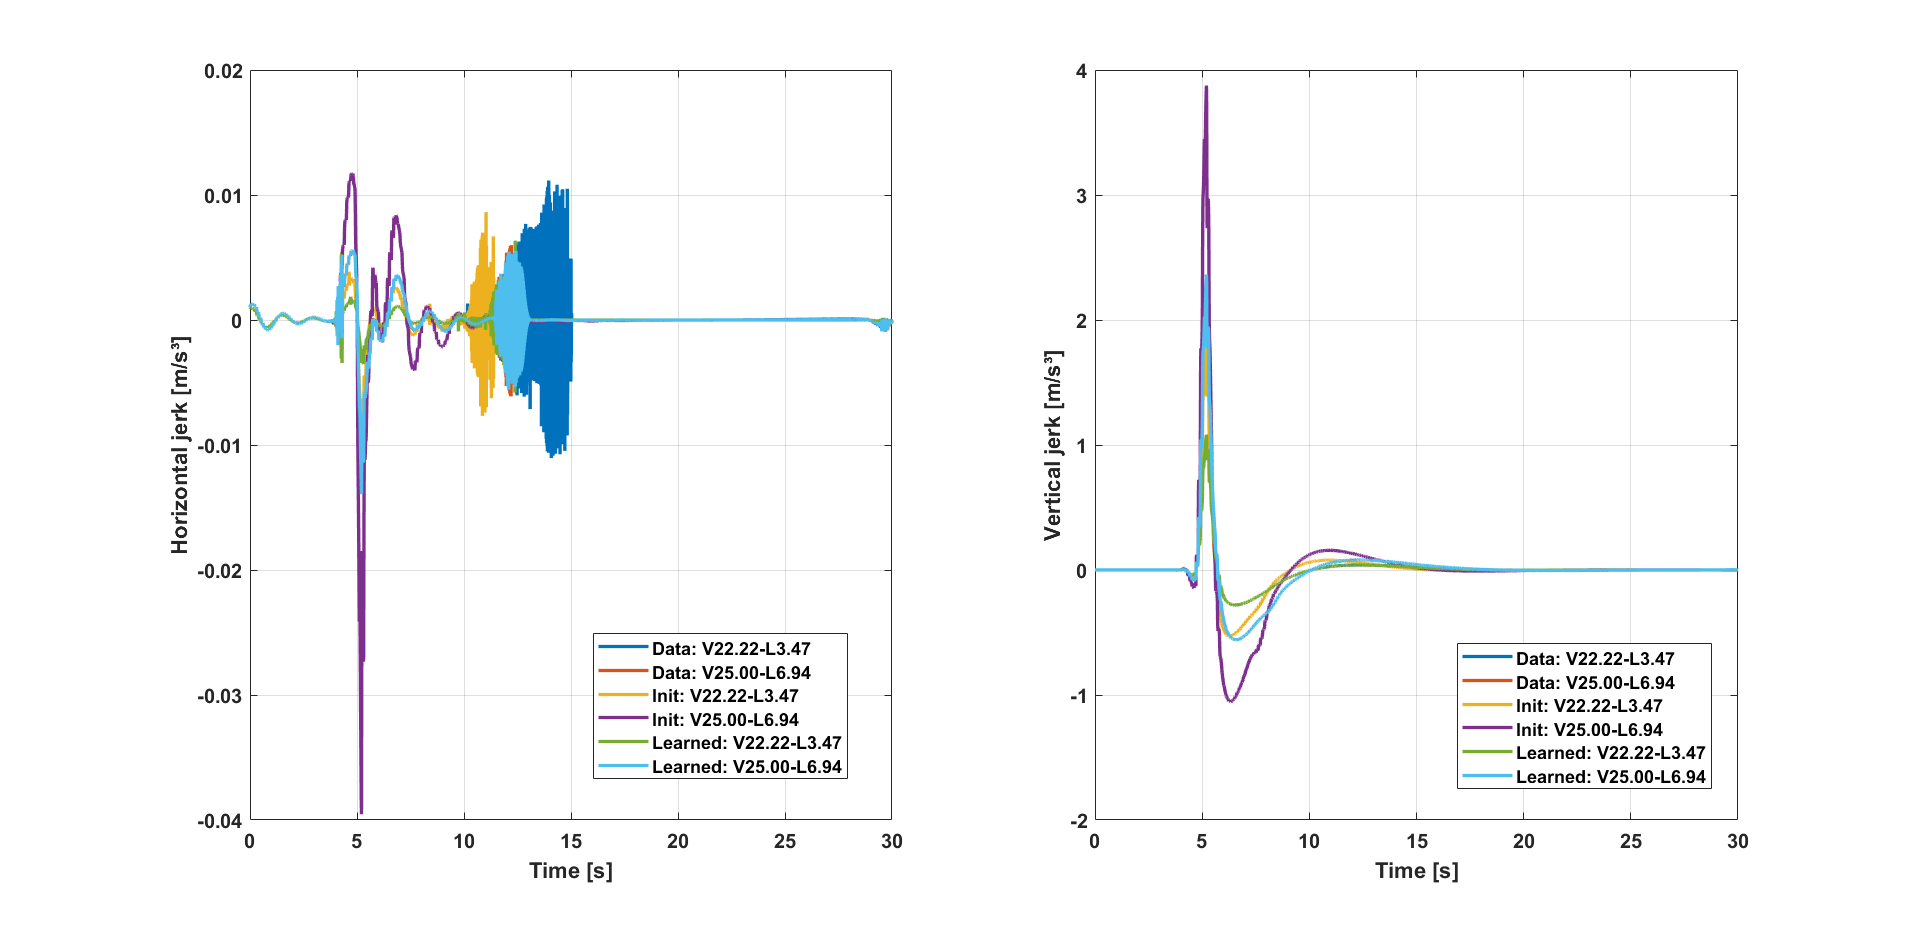 0.02
0.01
0
-0.01
-0.02
-0.03
-0.04
Horizontal jerk [m/s³]
0 5 10 15 20 25 30
Time [s]
Data: V22.22-L3.47
Data: V25.00-L6.94
Init: V22.22-L3.47
Init: V25.00-L6.94
Learned: V22.22-L3.47
Learned: V25.00-L6.94
4
3
2
1
0
-1
-2
Vertical jerk [m/s³]
0 5 10 15 20 25 30
Time [s]
Data: V22.22-L3.47
Data: V25.00-L6.94
Init: V22.22-L3.47
Init: V25.00-L6.94
Learned: V22.22-L3.47
Learned: V25.00-L6.94